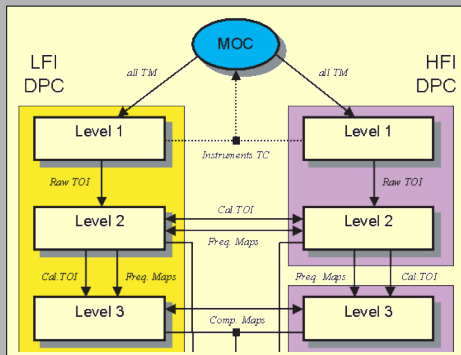 MOC
LFI
DPC
HFI
DPC
all TM
all TM
Level 1
Level 1
Instruments TC
Raw TOI
Raw TOI
Level 2
Cal.TOI
Level 2
Freq. Maps
Cal.TOI
Freq. Maps
Freq. Maps
Cal.TOI
Level 3
Comp. Maps
Level 3